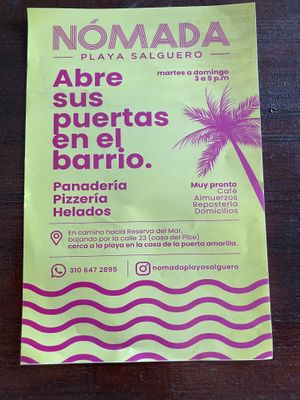 NÓMADA
PLAYA SALGUERO
martes a domingo
3 a 9 p.m
Abre
sus
puertas
en el
barrio.
Panadería
Pizzería
Helados
Muy pronto
Café
Almuerzos
Repostería
Domicilios
En camino hacia Reserva del Mar,
bajando por la calle 23 (casa del Pibe)
cerca a la playa en la casa de la puerta amarilla.
310 647 2895
nomadaplayasalguero